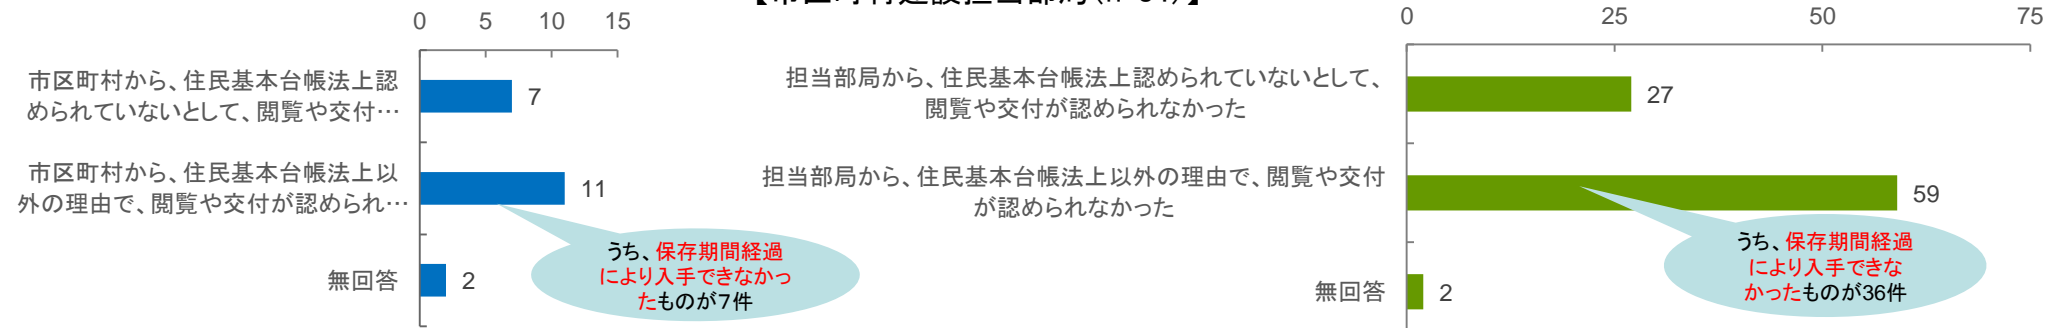 0 5 10 15
市区町村から、住民基本台帳法上認
められていないとして、閲覧や交付…
7
市区町村から、住民基本台帳法上以
外の理由で、閲覧や交付が認められ…
11
無回答
2
うち、保存期間経過
により入手できなかっ
たものが7件
0 25 50 75
担当部局から、住民基本台帳法上認められていないとして、
閲覧や交付が認められなかった
27
担当部局から、住民基本台帳法上以外の理由で、閲覧や交付
が認められなかった
59
無回答
2
うち、保存期間経過
により入手できな
かったものが36件